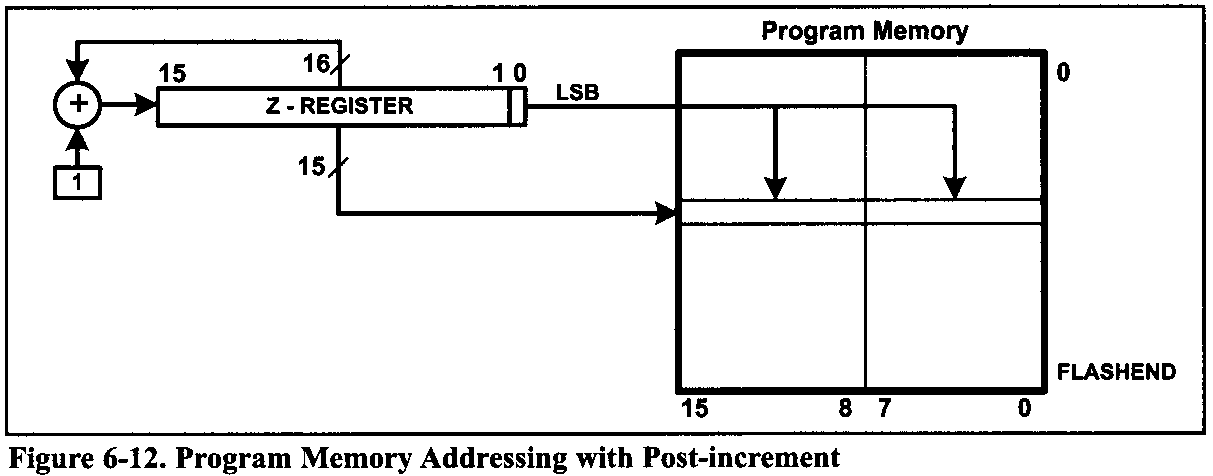 Program Memory
15
16
1 0
0
+
Z - REGISTER
LSB
15
1
FLASHEND
15
8
7
0
Figure 6-12. Program Memory Addressing with Post-increment